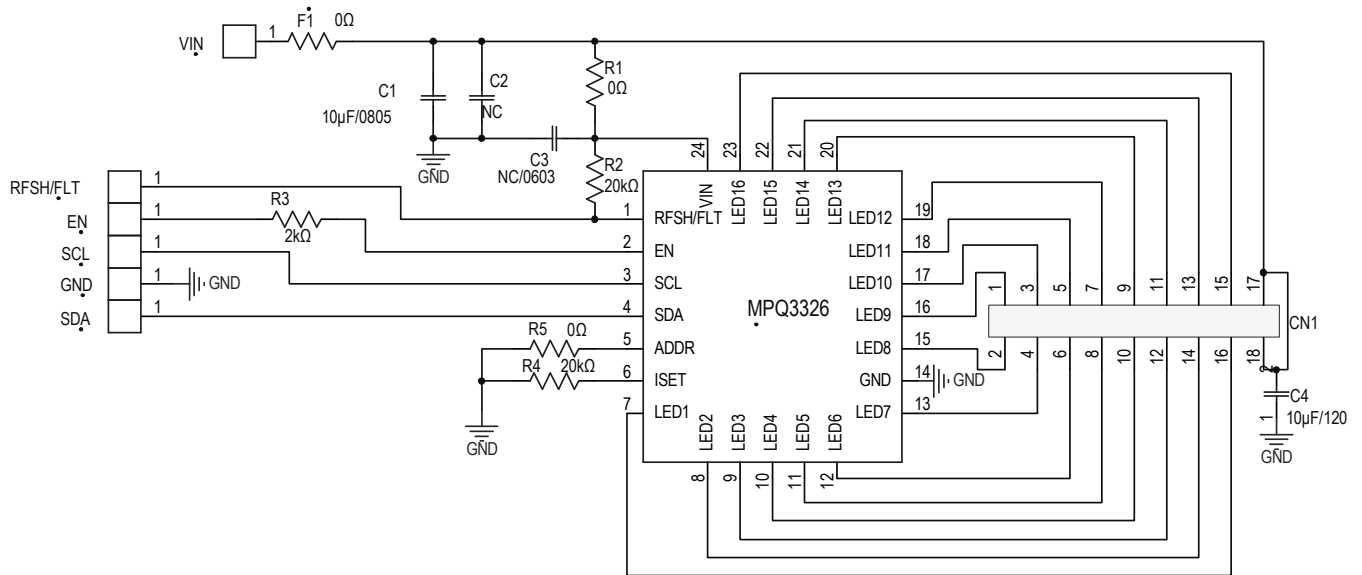 F1 0Ω
VIN 1
R1
0Ω
C1
10µF/0805
C2
NC
C3
NC/0603
GND
R2
20kΩ
24 23 22 21 20
VIN LED16 LED15 LED14 LED13
RFSH/FLT 1
EN 1
R3
2kΩ
SCL 1
GND 1 GND
SDA 1
1 RFSH/FLT
2 EN
3 SCL
4 SDA
5 ADDR
6 ISET
7 LED1
MPQ3326
LED12 19
LED11 18
LED10 17
LED9 16
LED8 15
GND 14 GND
LED7 13
R5 0Ω
R4 20kΩ
GND
LED2 LED3 LED4 LED5 LED6
8 9 10 11 12
1 3 5 7 9 11 13 15 17
CN1
2 4 6 8 10 12 14 16 18
2
C4
1 10µF/120
GND